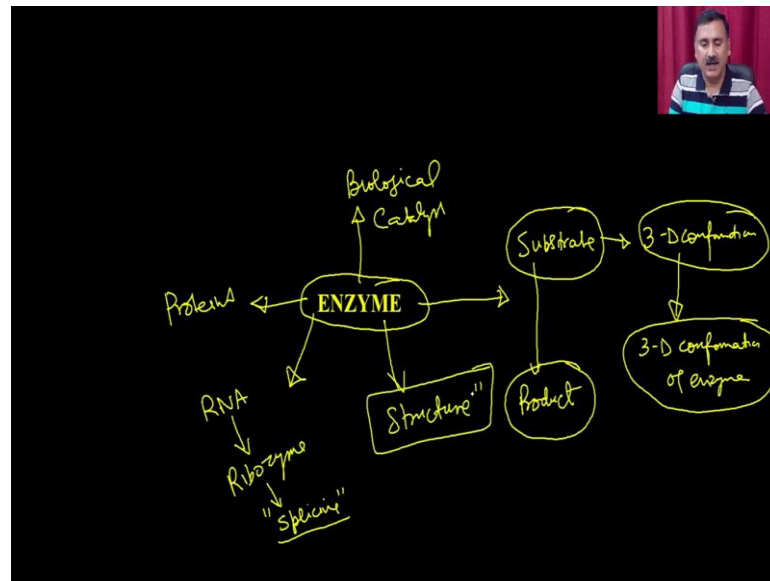 Biological
Catalyst
Substrate
3-D conformation
Proteins
ENZYME
3-D conformation
of enzyme
RNA
Structure
Product
Ribozyme
"Splicing"